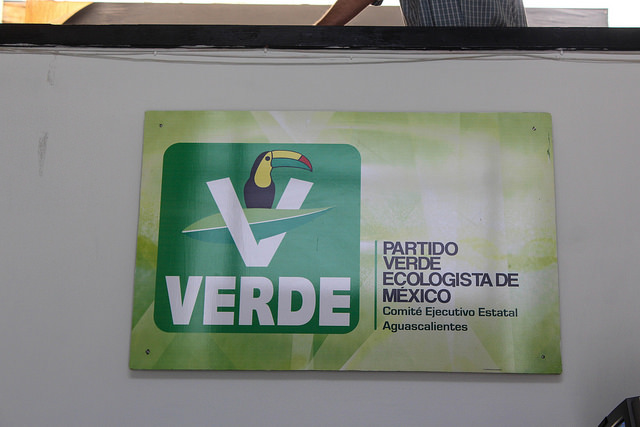 V
VERDE
PARTIDO
VERDE
ECOLOGISTA DE
MÉXICO
Comité Ejecutivo Estatal
Aguascalientes